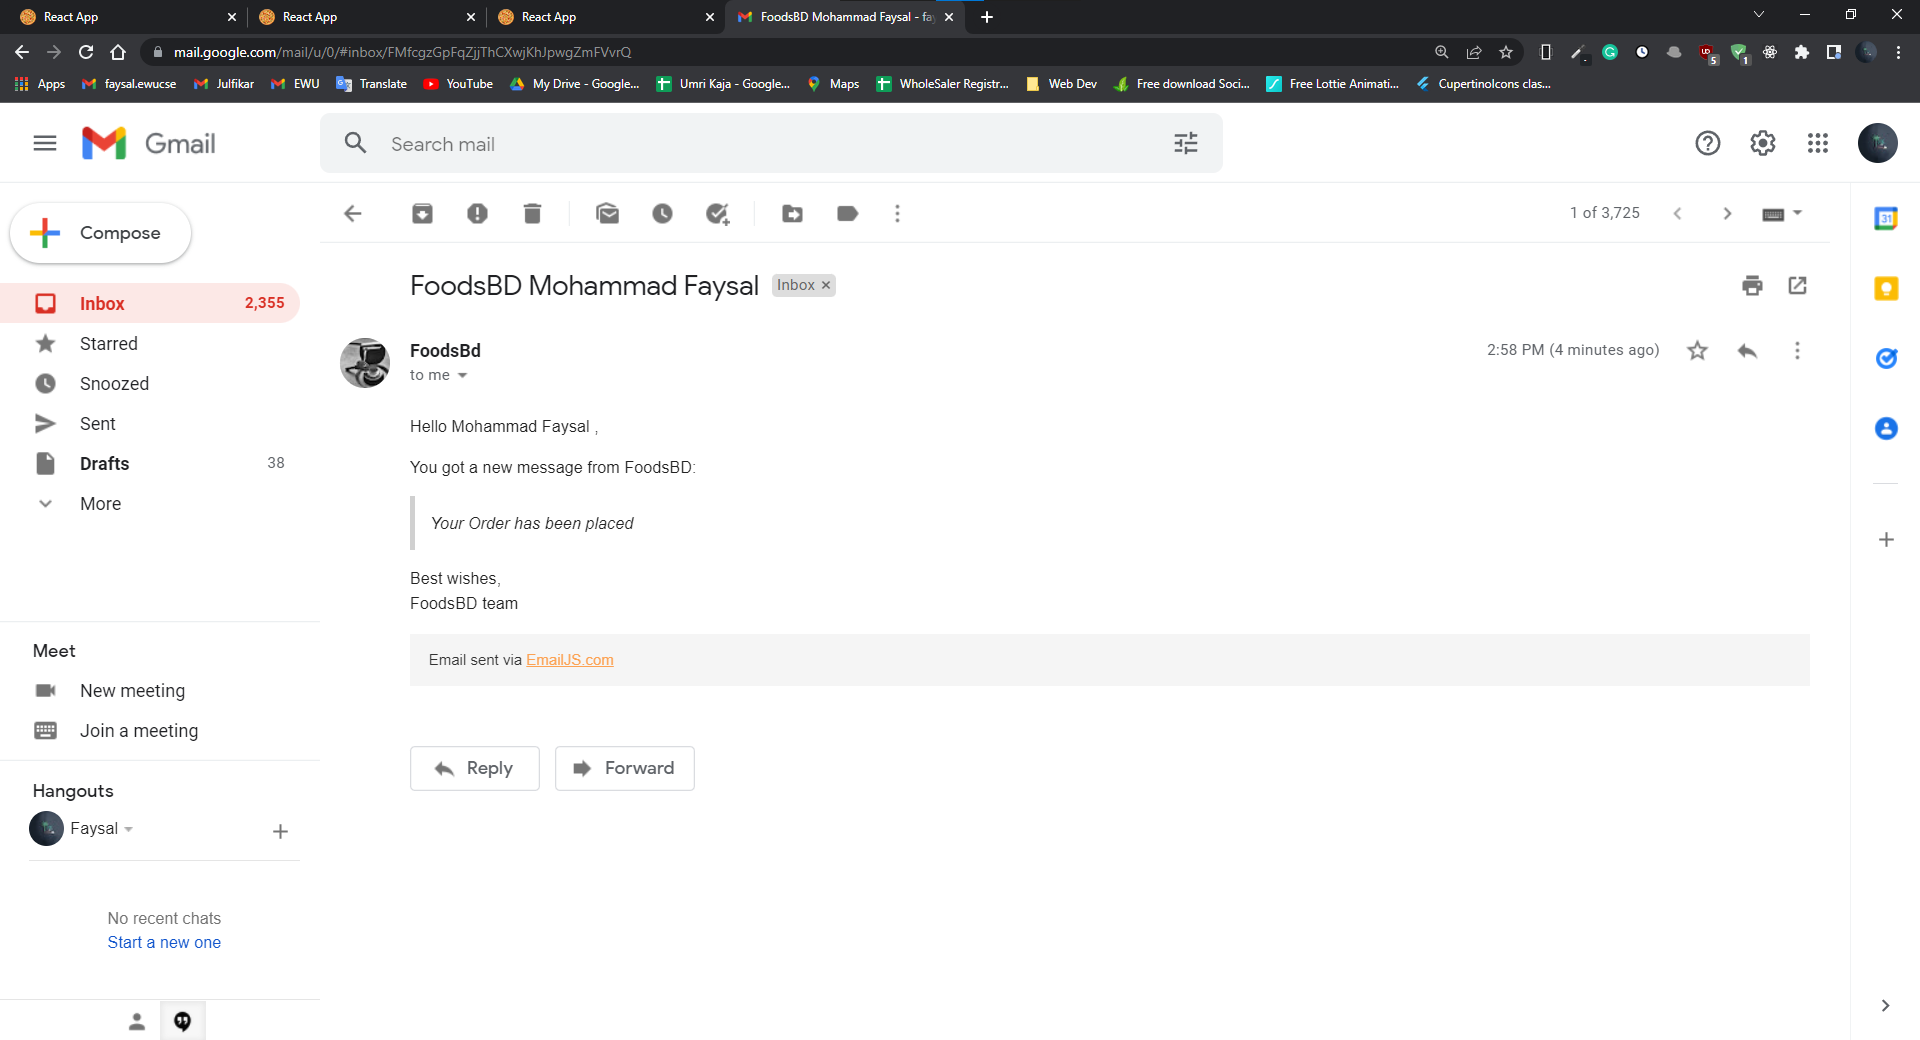 React App
React App
React App
FoodsBD Mohammad Faysal - fa
mail.google.com/mail/u/0/#inbox/FMfcgzGpFqZjjThCXwjKhJpwgZmFVvrQ
5
1
Apps
faysal.ewucse
Julfikar
EWU
Translate
YouTube
My Drive - Google...
Umri Kaja - Google...
Maps
WholeSaler Registr...
Web Dev
Free download Soci...
Free Lottie Animati...
CupertinoIcons clas...
Gmail
Search mail
Compose
1 of 3,725
31
Inbox 2,355
Starred
Snoozed
Sent
Drafts 38
More
FoodsBD Mohammad Faysal Inbox ×
FoodsBd
2:58 PM (4 minutes ago)
to me
Hello Mohammad Faysal ,
You got a new message from FoodsBD:
Your Order has been placed
Best wishes,
FoodsBD team
Email sent via EmailJS.com
Reply
Forward
Meet
New meeting
Join a meeting
Hangouts
Faysal
No recent chats
Start a new one